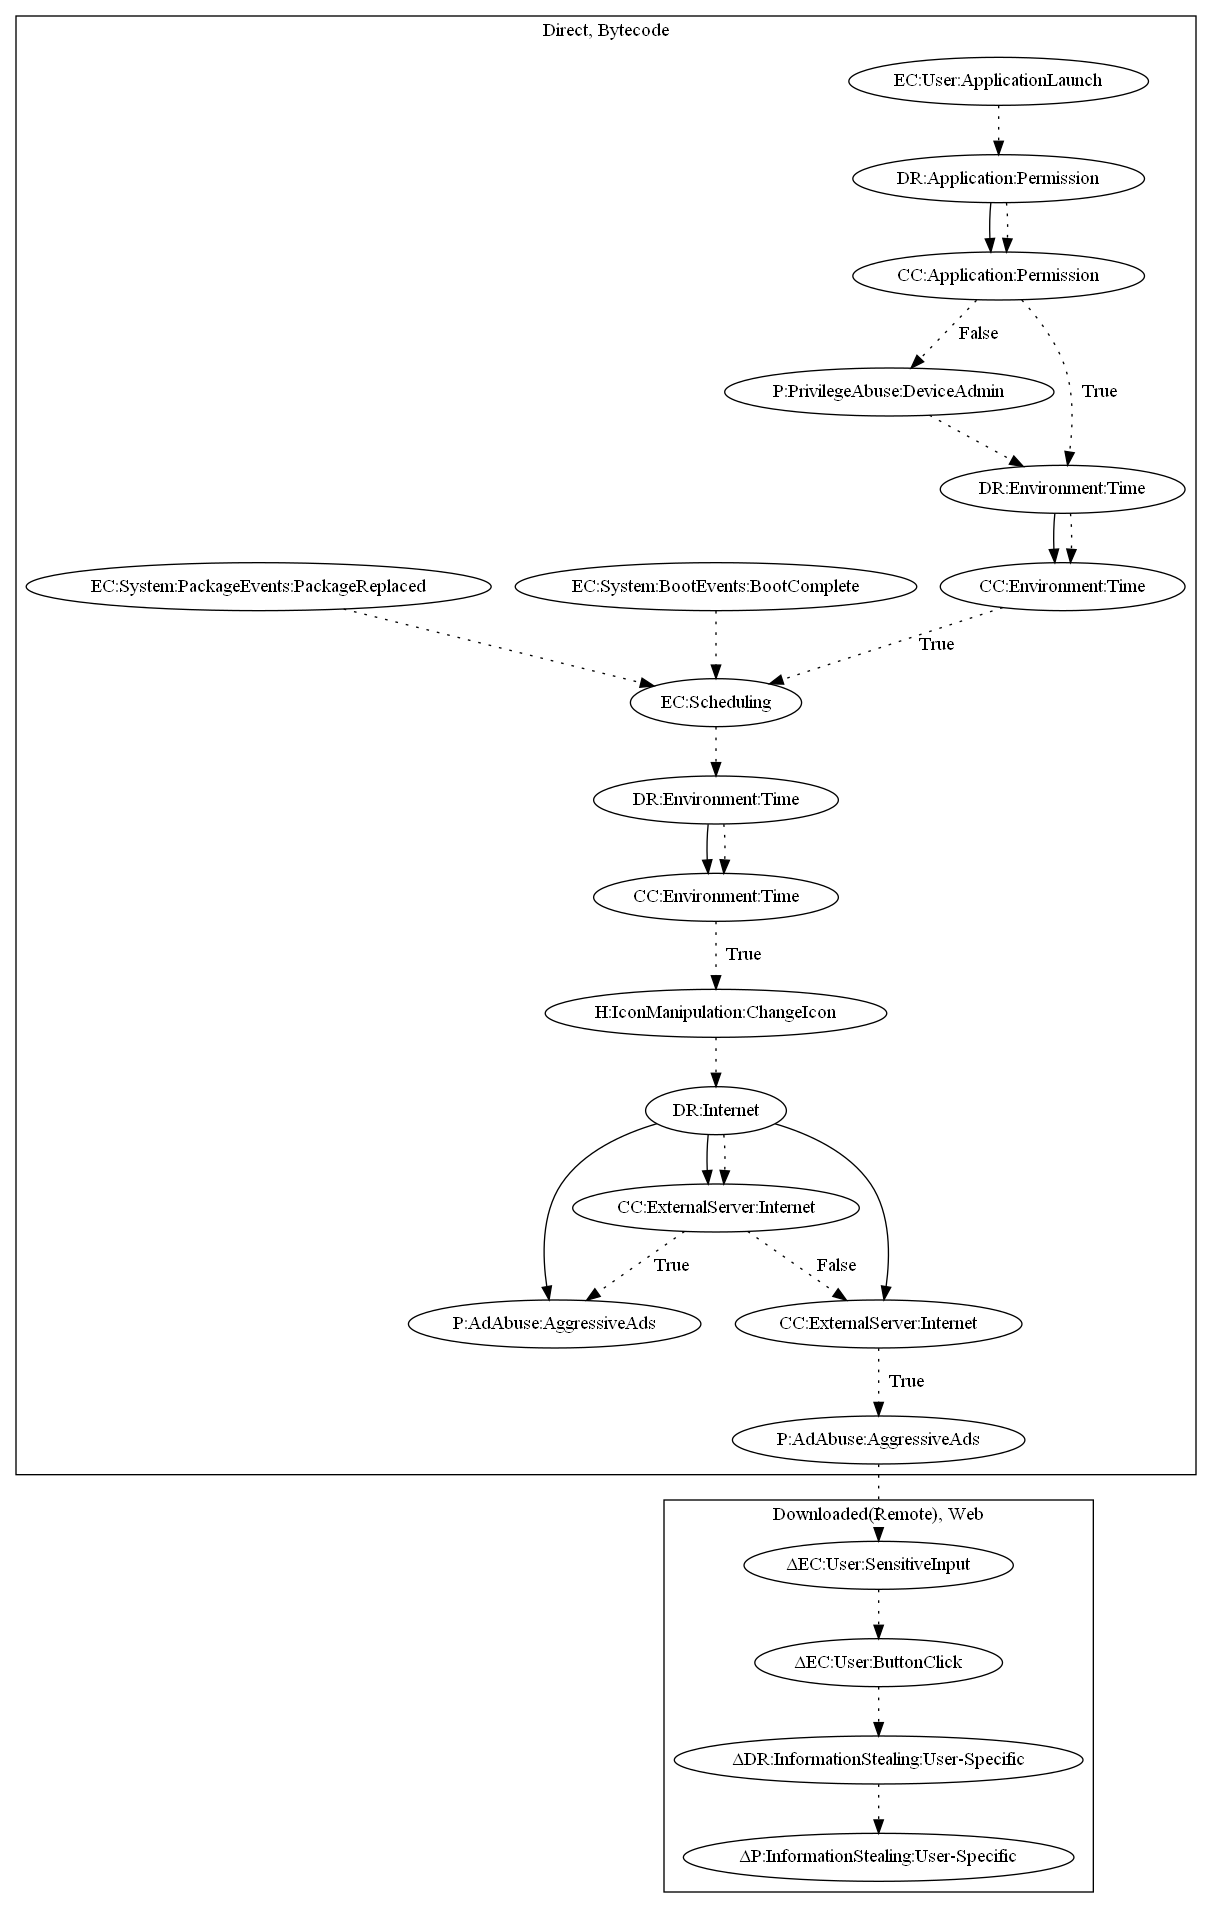 Direct, Bytecode
EC:User:ApplicationLaunch
DR:Application:Permission
CC:Application:Permission
False
P:PrivilegeAbuse:DeviceAdmin
True
DR:Environment:Time
EC:System:PackageEvents:PackageReplaced
EC:System:BootEvents:BootComplete
CC:Environment:Time
True
EC:Scheduling
DR:Environment:Time
CC:Environment:Time
True
H:IconManipulation:ChangeIcon
DR:Internet
CC:ExternalServer:Internet
True
False
P:AdAbuse:AggressiveAds
CC:ExternalServer:Internet
True
P:AdAbuse:AggressiveAds
Downloaded(Remote), Web
ΔEC:User:SensitiveInput
ΔEC:User:ButtonClick
ΔDR:InformationStealing:User-Specific
ΔP:InformationStealing:User-Specific